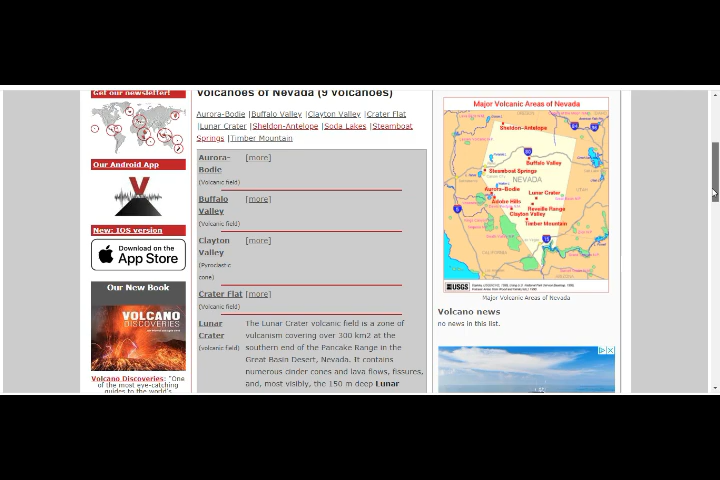 Get our newsletter!
Our Android App
New: IOS version
Download on the
App Store
Our New Book
VOLCANO
DISCOVERIES
Volcano Discoveries: "One
of the most eye-catching
guides to the world's
Volcanoes of Nevada (9 volcanoes)
Aurora-Bodie |Buffalo Valley |Clayton Valley |Crater Flat
|Lunar Crater |Sheldon-Antelope |Soda Lakes |Steamboat
Springs |Timber Mountain
Aurora- [more]
Bodie
(Volcanic field)
Buffalo [more]
Valley
(Volcanic field)
Clayton [more]
Valley
(Pyroclastic
cone)
Crater Flat [more]
(Volcanic field)
Lunar The Lunar Crater volcanic field is a zone of
Crater vulcanism covering over 300 km2 at the
(volcanic field) southern end of the Pancake Range in the
Great Basin Desert, Nevada. It contains
numerous cinder cones and lava flows, fissures,
and, most visibly, the 150 m deep Lunar
Major Volcanic Areas of Nevada
Sheldon-Antelope
Buffalo Valley
Steamboat Springs
NEVADA
Aurora-Bodie
Lunar Crater
Adobe Hills
Reveille Range
Clayton Valley
Timber Mountain
USGS
Major Volcanic Areas of Nevada
Volcano news
no news in this list.